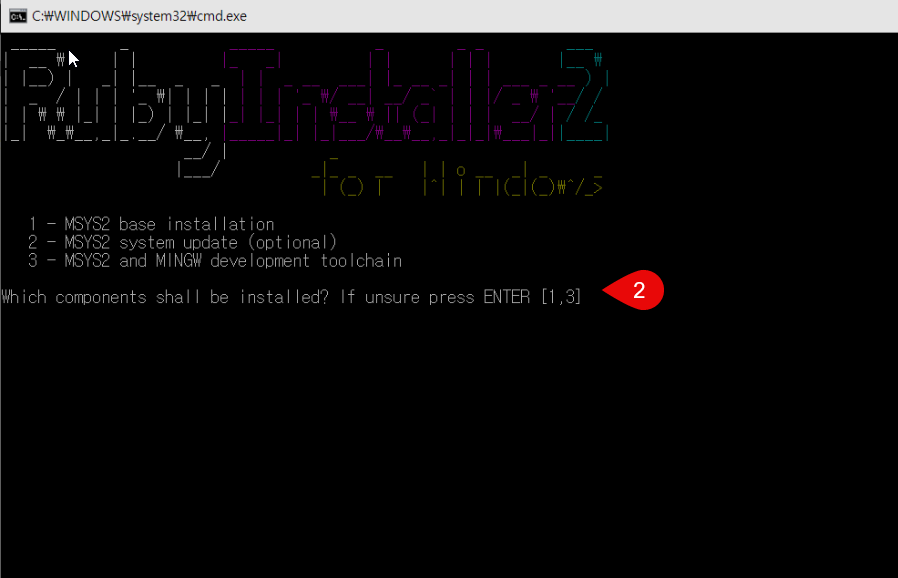 C:₩WINDOWS₩system32₩cmd.exe
RubyInstaller2
for Windows
1 - MSYS2 base installation
2 - MSYS2 system update (optional)
3 - MSYS2 and MINGW development toolchain
Which components shall be installed? If unsure press ENTER [1,3]
2